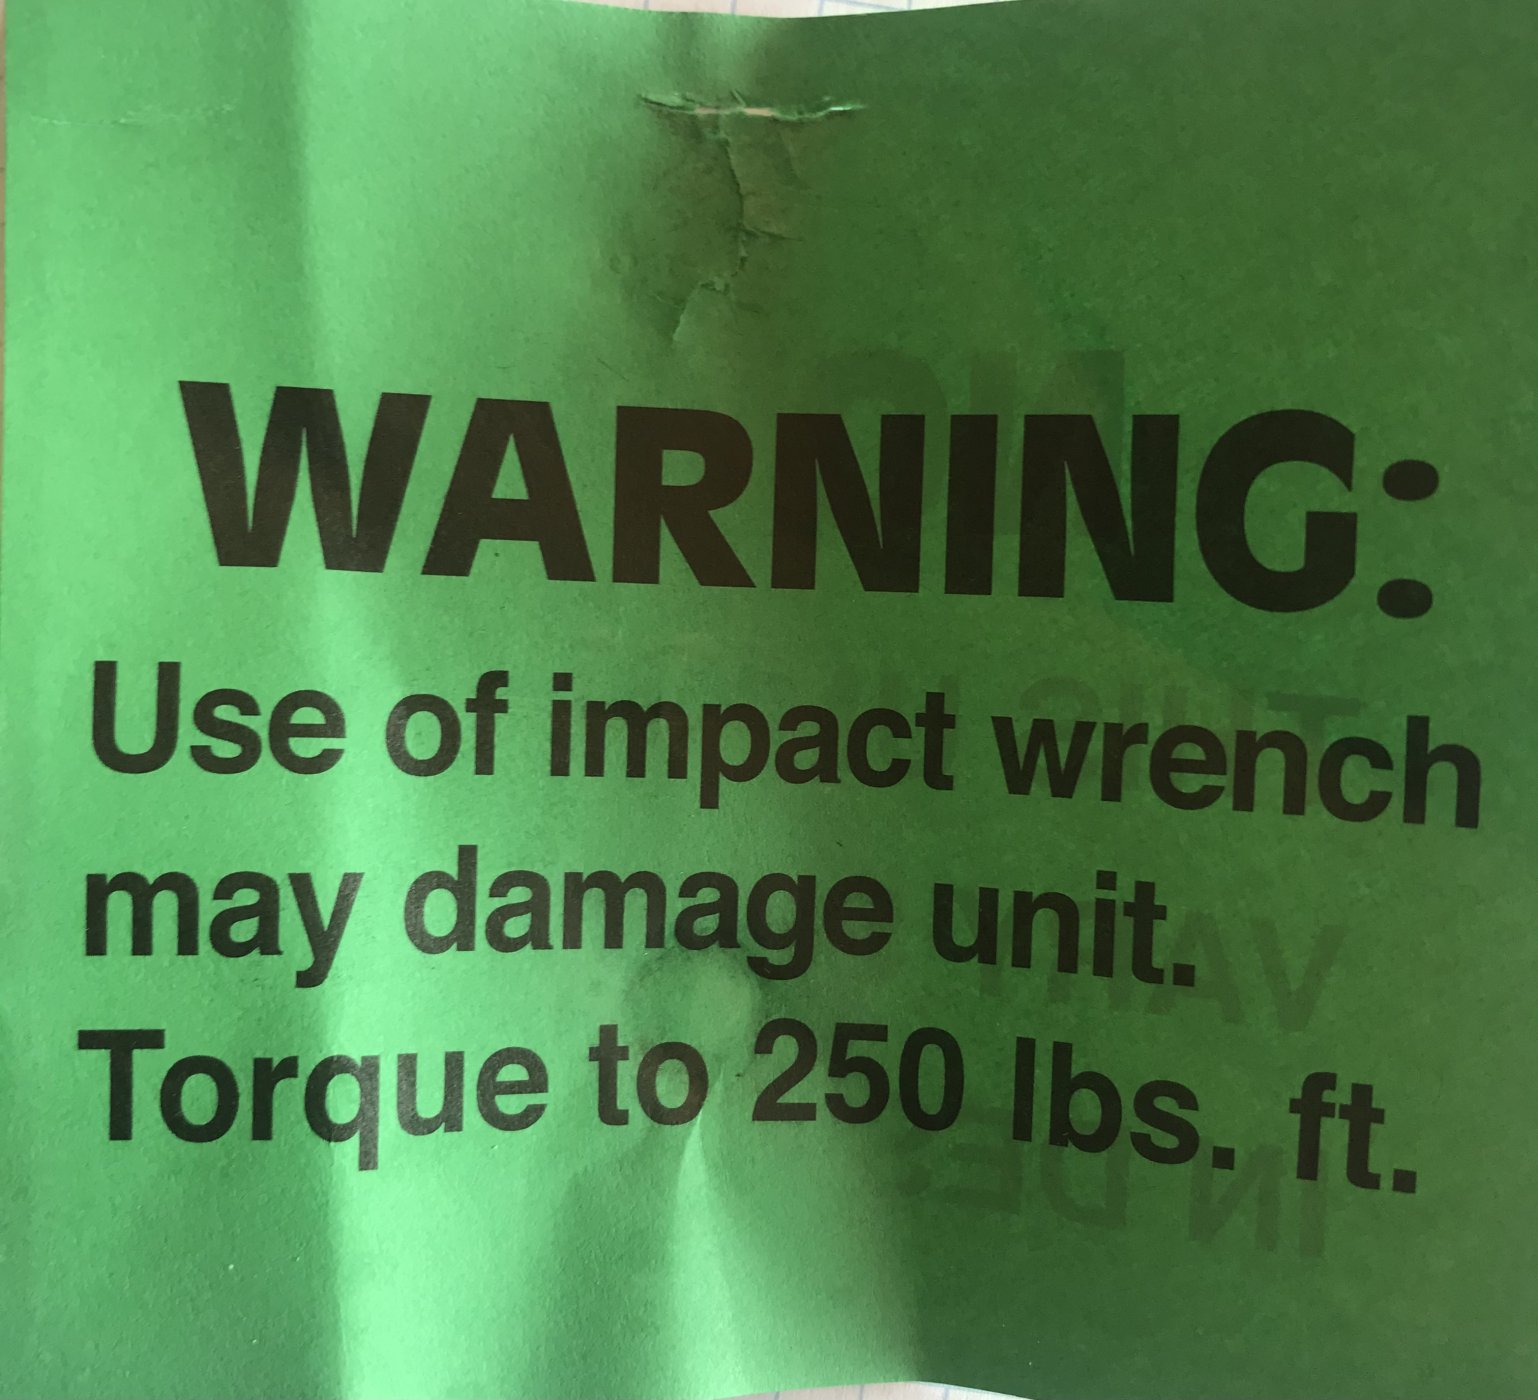 WARNING:
Use of impact wrench
may damage unit.
Torque to 250 lbs. ft.